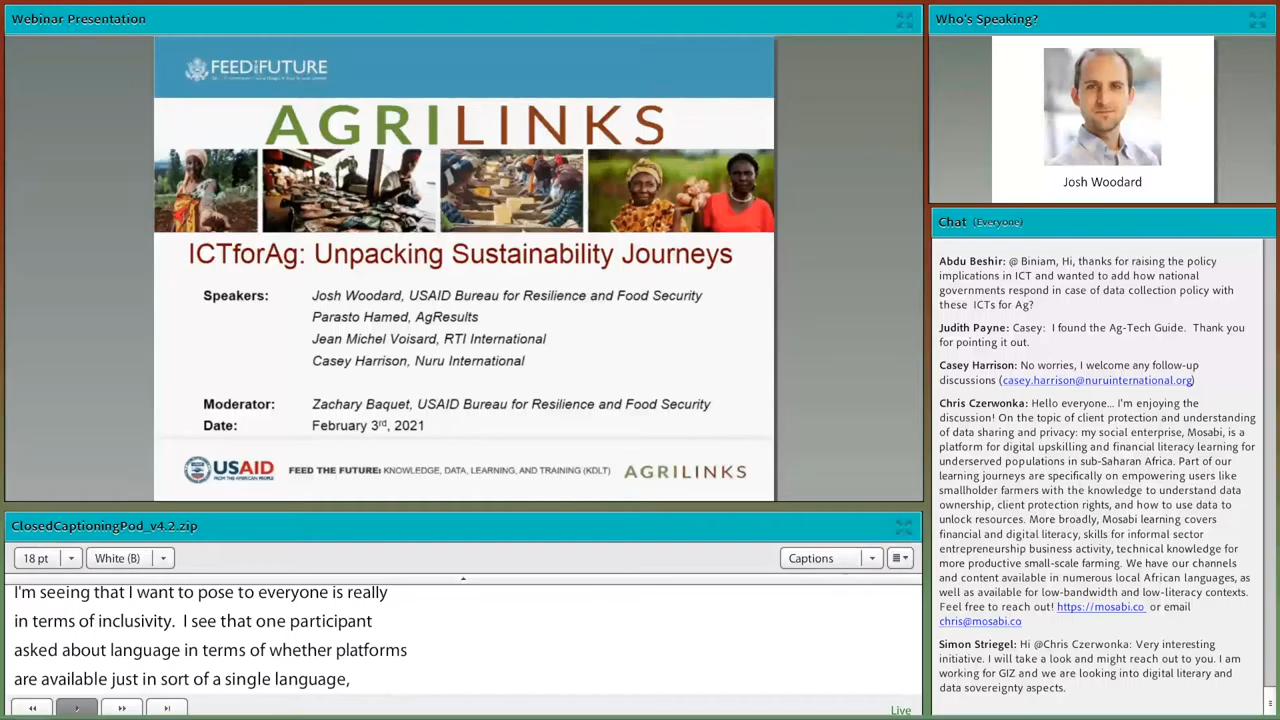 Webinar Presentation
FEED THE FUTURE
AGRILINKS
ICTforAg: Unpacking Sustainability Journeys
Speakers: Josh Woodard, USAID Bureau for Resilience and Food Security
Parasto Hamed, AgResults
Jean Michel Voisard, RTI International
Casey Harrison, Nuru International
Moderator: Zachary Baquet, USAID Bureau for Resilience and Food Security
Date: February 3rd, 2021
USAID
FROM THE AMERICAN PEOPLE
FEED THE FUTURE: KNOWLEDGE, DATA, LEARNING, AND TRAINING (KDLT)
AGRILINKS
ClosedCaptioningPod_v4.2.zip
18 pt
White (B)
Captions
I'm seeing that I want to pose to everyone is really
in terms of inclusivity.  I see that one participant
asked about language in terms of whether platforms
are available just in sort of a single language,
Live
Who's Speaking?
Josh Woodard
Chat (Everyone)
Abdu Beshir: @ Biniam, Hi, thanks for raising the policy
implications in ICT and wanted to add how national
governments respond in case of data collection policy with
these  ICTs for Ag?
Judith Payne: Casey:  I found the Ag-Tech Guide.  Thank you
for pointing it out.
Casey Harrison: No worries, I welcome any follow-up
discussions (casey.harrison@nuruinternational.org)
Chris Czerwonka: Hello everyone... I'm enjoying the
discussion! On the topic of client protection and understanding
of data sharing and privacy: my social enterprise, Mosabi, is a
platform for digital upskilling and financial literacy learning for
underserved populations in sub-Saharan Africa. Part of our
learning journeys are specifically on empowering users like
smallholder farmers with the knowledge to understand data
ownership, client protection rights, and how to use data to
unlock resources. More broadly, Mosabi learning covers
financial and digital literacy, skills for informal sector
entrepreneurship business activity, technical knowledge for
more productive small-scale farming. We have our channels
and content available in numerous local African languages, as
well as available for low-bandwidth and low-literacy contexts.
Feel free to reach out! https://mosabi.co  or email
chris@mosabi.co
Simon Striegel: Hi @Chris Czerwonka: Very interesting
initiative. I will take a look and might reach out to you. I am
working for GIZ and we are looking into digital literary and
data sovereignty aspects.